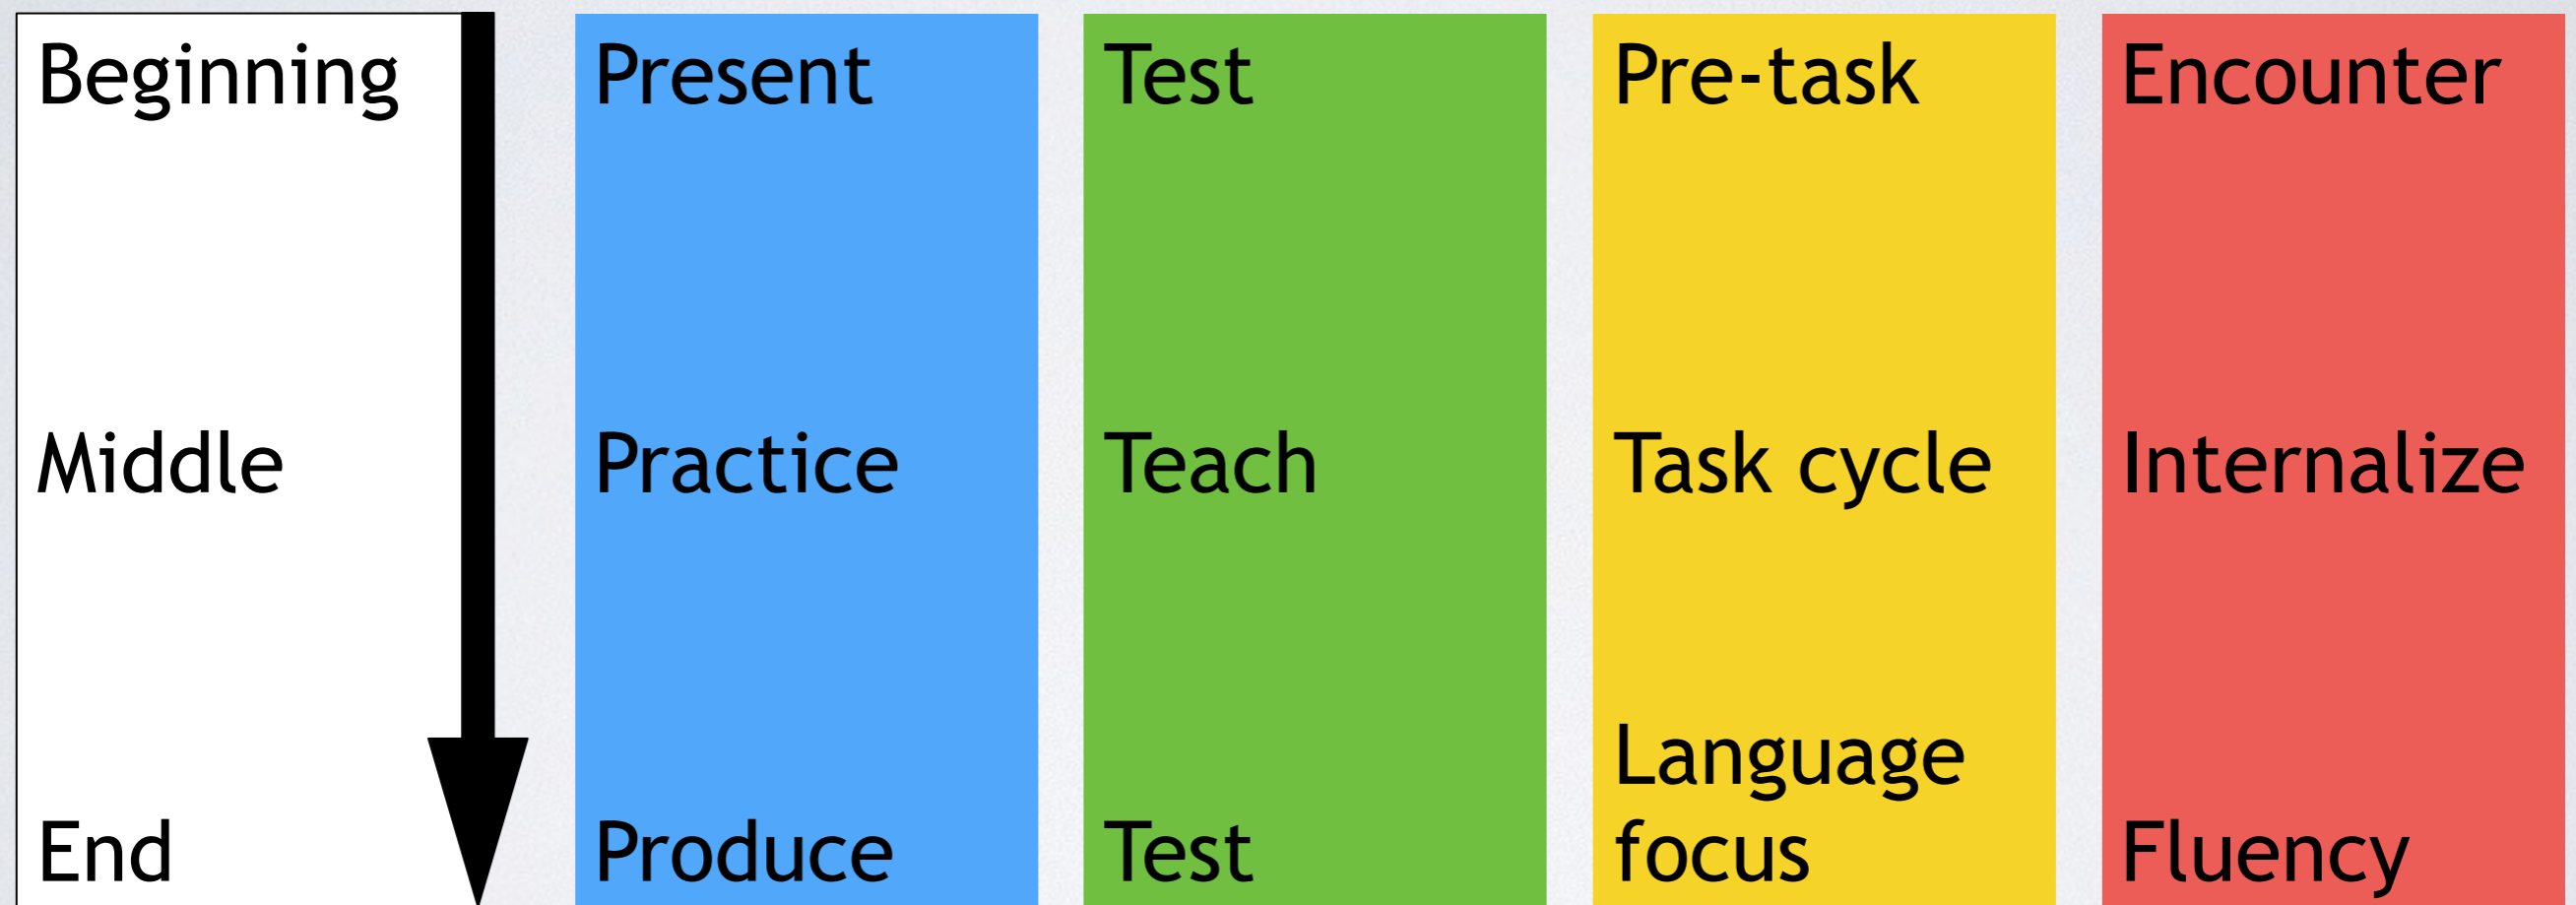 Beginning
Middle
End
Present
Practice
Produce
Test
Teach
Test
Pre-task
Task cycle
Language
focus
Encounter
Internalize
Fluency